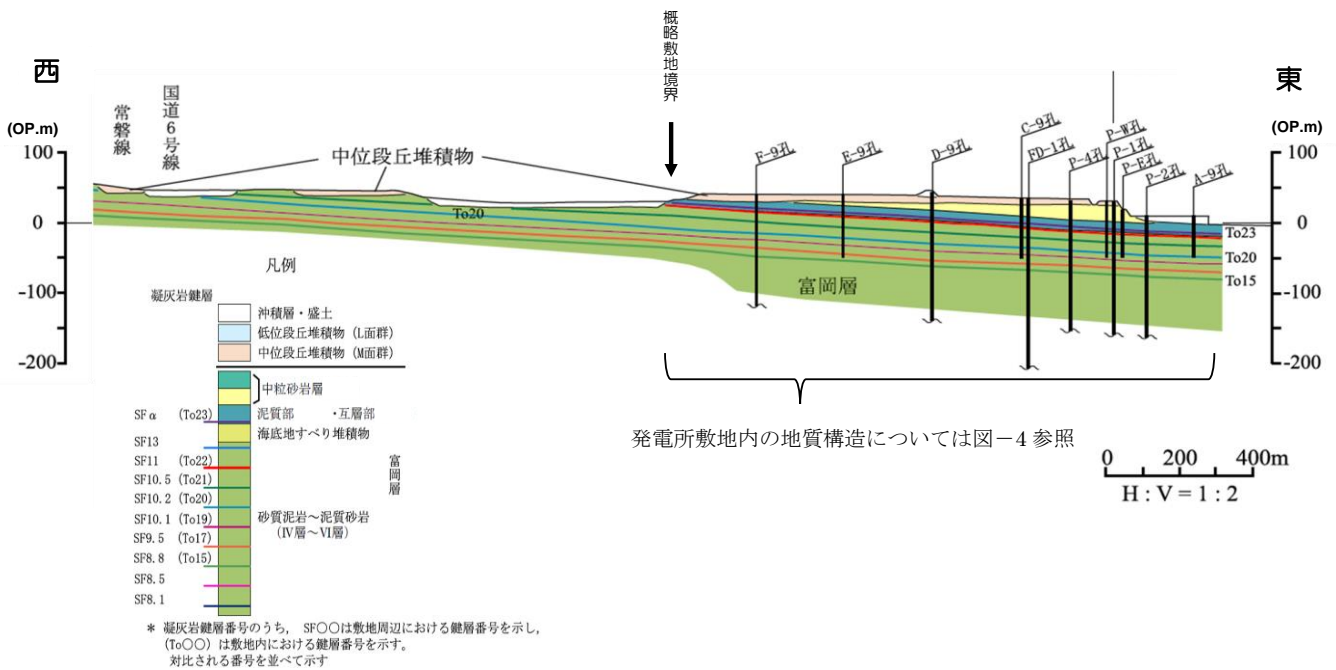 概略敷地境界
西
東
国道6号線
常磐線
(OP.m)
(OP.m)
100
0
-100
-200
100
0
-100
-200
中位段丘堆積物
F-9孔
E-9孔
D-9孔
C-9孔
FD-1孔
P-4孔
P-W孔
P-1孔
P-E孔
P-2孔
A-9孔
To20
To23
To20
To15
富岡層
凡例
凝灰岩鍵層
沖積層・盛土
低位段丘堆積物 (L面群)
中位段丘堆積物 (M面群)
中粒砂岩層
SFα (To23) 泥質部 ・互層部
海底地すべり堆積物
SF13
SF11 (To22)
富岡層
SF10.5 (To21)
SF10.2 (To20)
SF10.1 (To19) 砂質泥岩～泥質砂岩
(Ⅳ層～Ⅵ層)
SF9.5 (To17)
SF8.8 (To15)
SF8.5
SF8.1
発電所敷地内の地質構造については図－4 参照
0 200 400m
H : V = 1 : 2
* 凝灰岩鍵層番号のうち， SF〇〇は敷地周辺における鍵層番号を示し，
(To〇〇) は敷地内における鍵層番号を示す。
対比される番号を並べて示す